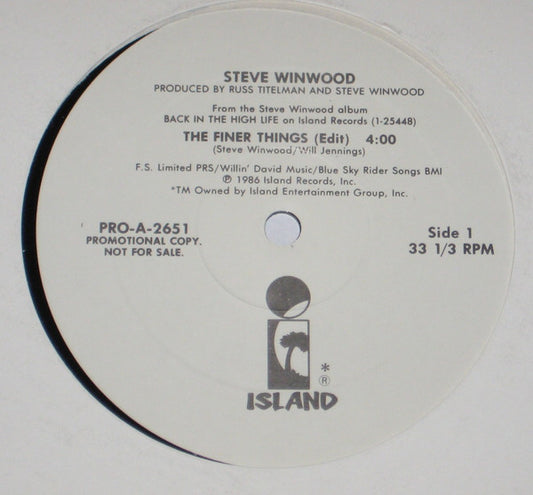 STEVE WINWOOD
PRODUCED BY RUSS TITELMAN AND STEVE WINWOOD
From the Steve Winwood album
BACK IN THE HIGH LIFE on Island Records (1-25448)
THE FINER THINGS (Edit) 4:00
(Steve Winwood/Will Jennings)
F.S. Limited PRS/Willin' David Music/Blue Sky Rider Songs BMI
℗ 1986 Island Records, Inc.
*TM Owned by Island Entertainment Group, Inc.
PRO-A-2651
PROMOTIONAL COPY.
NOT FOR SALE.
Side 1
33 1/3 RPM
*
®
ISLAND